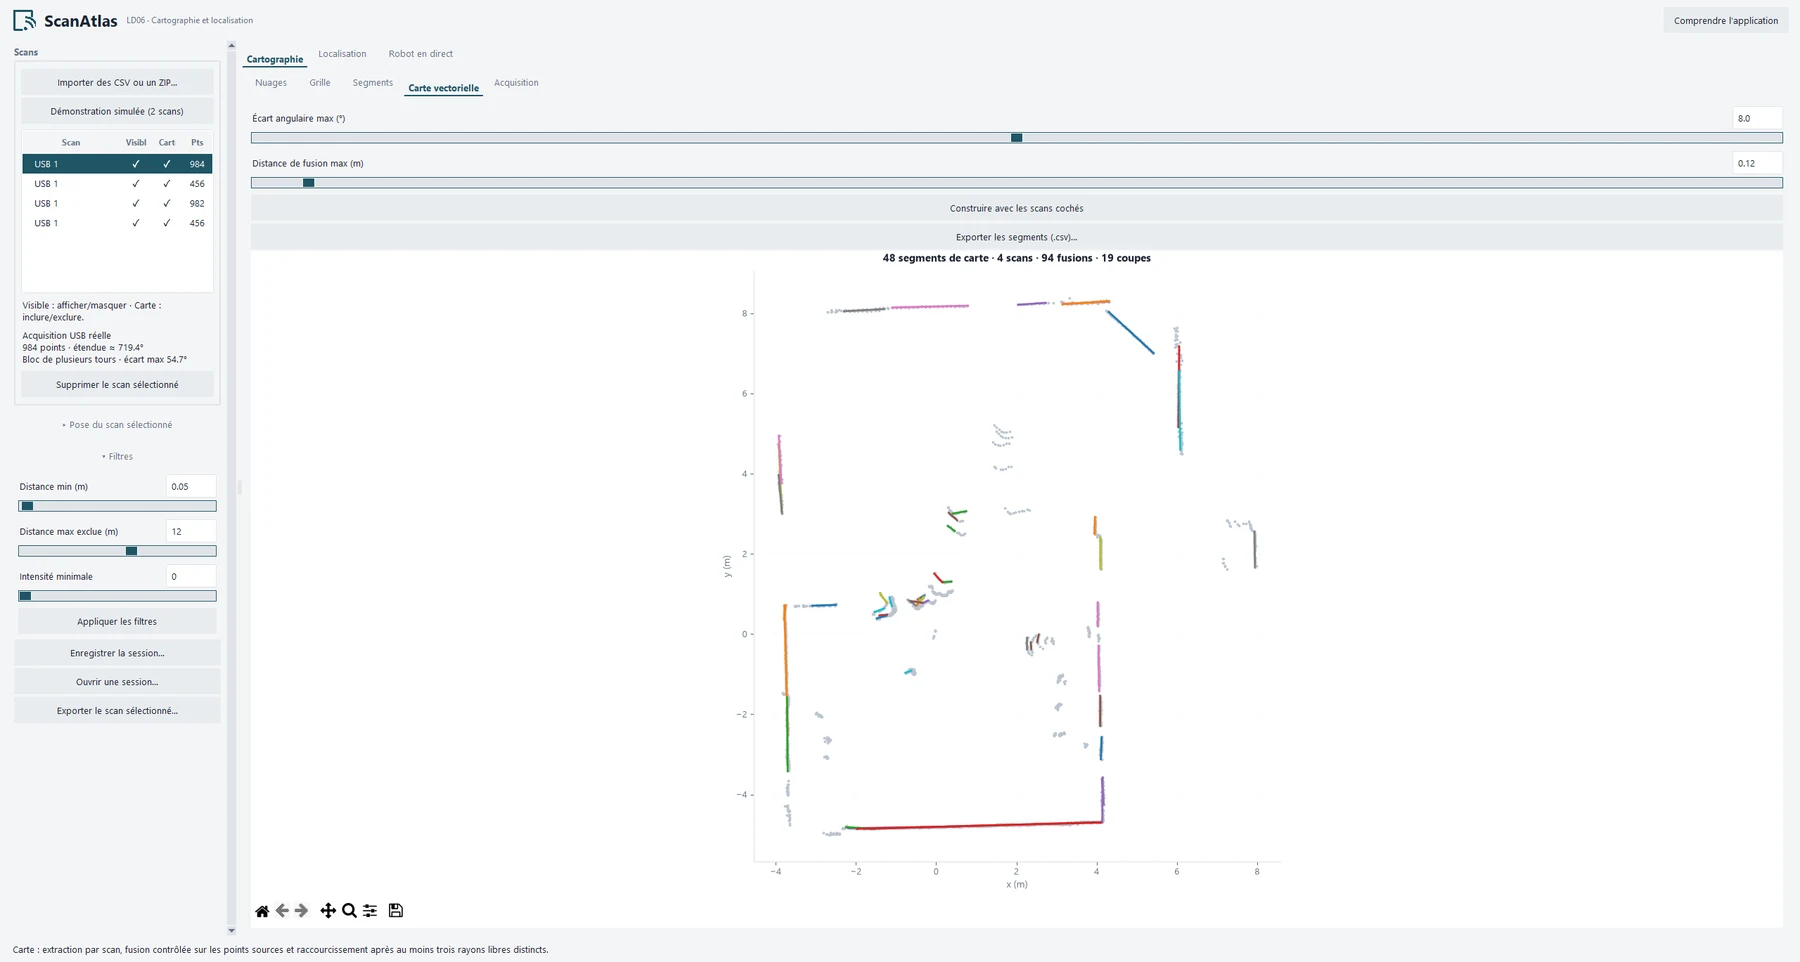 ScanAtlas LD06 · Cartographie et localisation
Comprendre l'application
Scans
Importer des CSV ou un ZIP...
Démonstration simulée (2 scans)
Scan Visibl Cart Pts
USB 1 ✓ ✓ 984
USB 1 ✓ ✓ 456
USB 1 ✓ ✓ 982
USB 1 ✓ ✓ 456
Visible : afficher/masquer · Carte :
inclure/exclure.
Acquisition USB réelle
984 points · étendue ≈ 719.4°
Bloc de plusieurs tours · écart max 54.7°
Supprimer le scan sélectionné
‣ Pose du scan sélectionné
• Filtres
Distance min (m) 0.05
Distance max exclue (m) 12
Intensité minimale 0
Appliquer les filtres
Enregistrer la session...
Ouvrir une session...
Exporter le scan sélectionné...
Cartographie Localisation Robot en direct
Nuages Grille Segments Carte vectorielle Acquisition
Écart angulaire max (°) 8.0
Distance de fusion max (m) 0.12
Construire avec les scans cochés
Exporter les segments (.csv)...
48 segments de carte · 4 scans · 94 fusions · 19 coupes
8
6
4
2
0
−2
−4
y (m)
−4 −2 0 2 4 6 8
x (m)
Carte : extraction par scan, fusion contrôlée sur les points sources et raccourcissement après au moins trois rayons libres distincts.